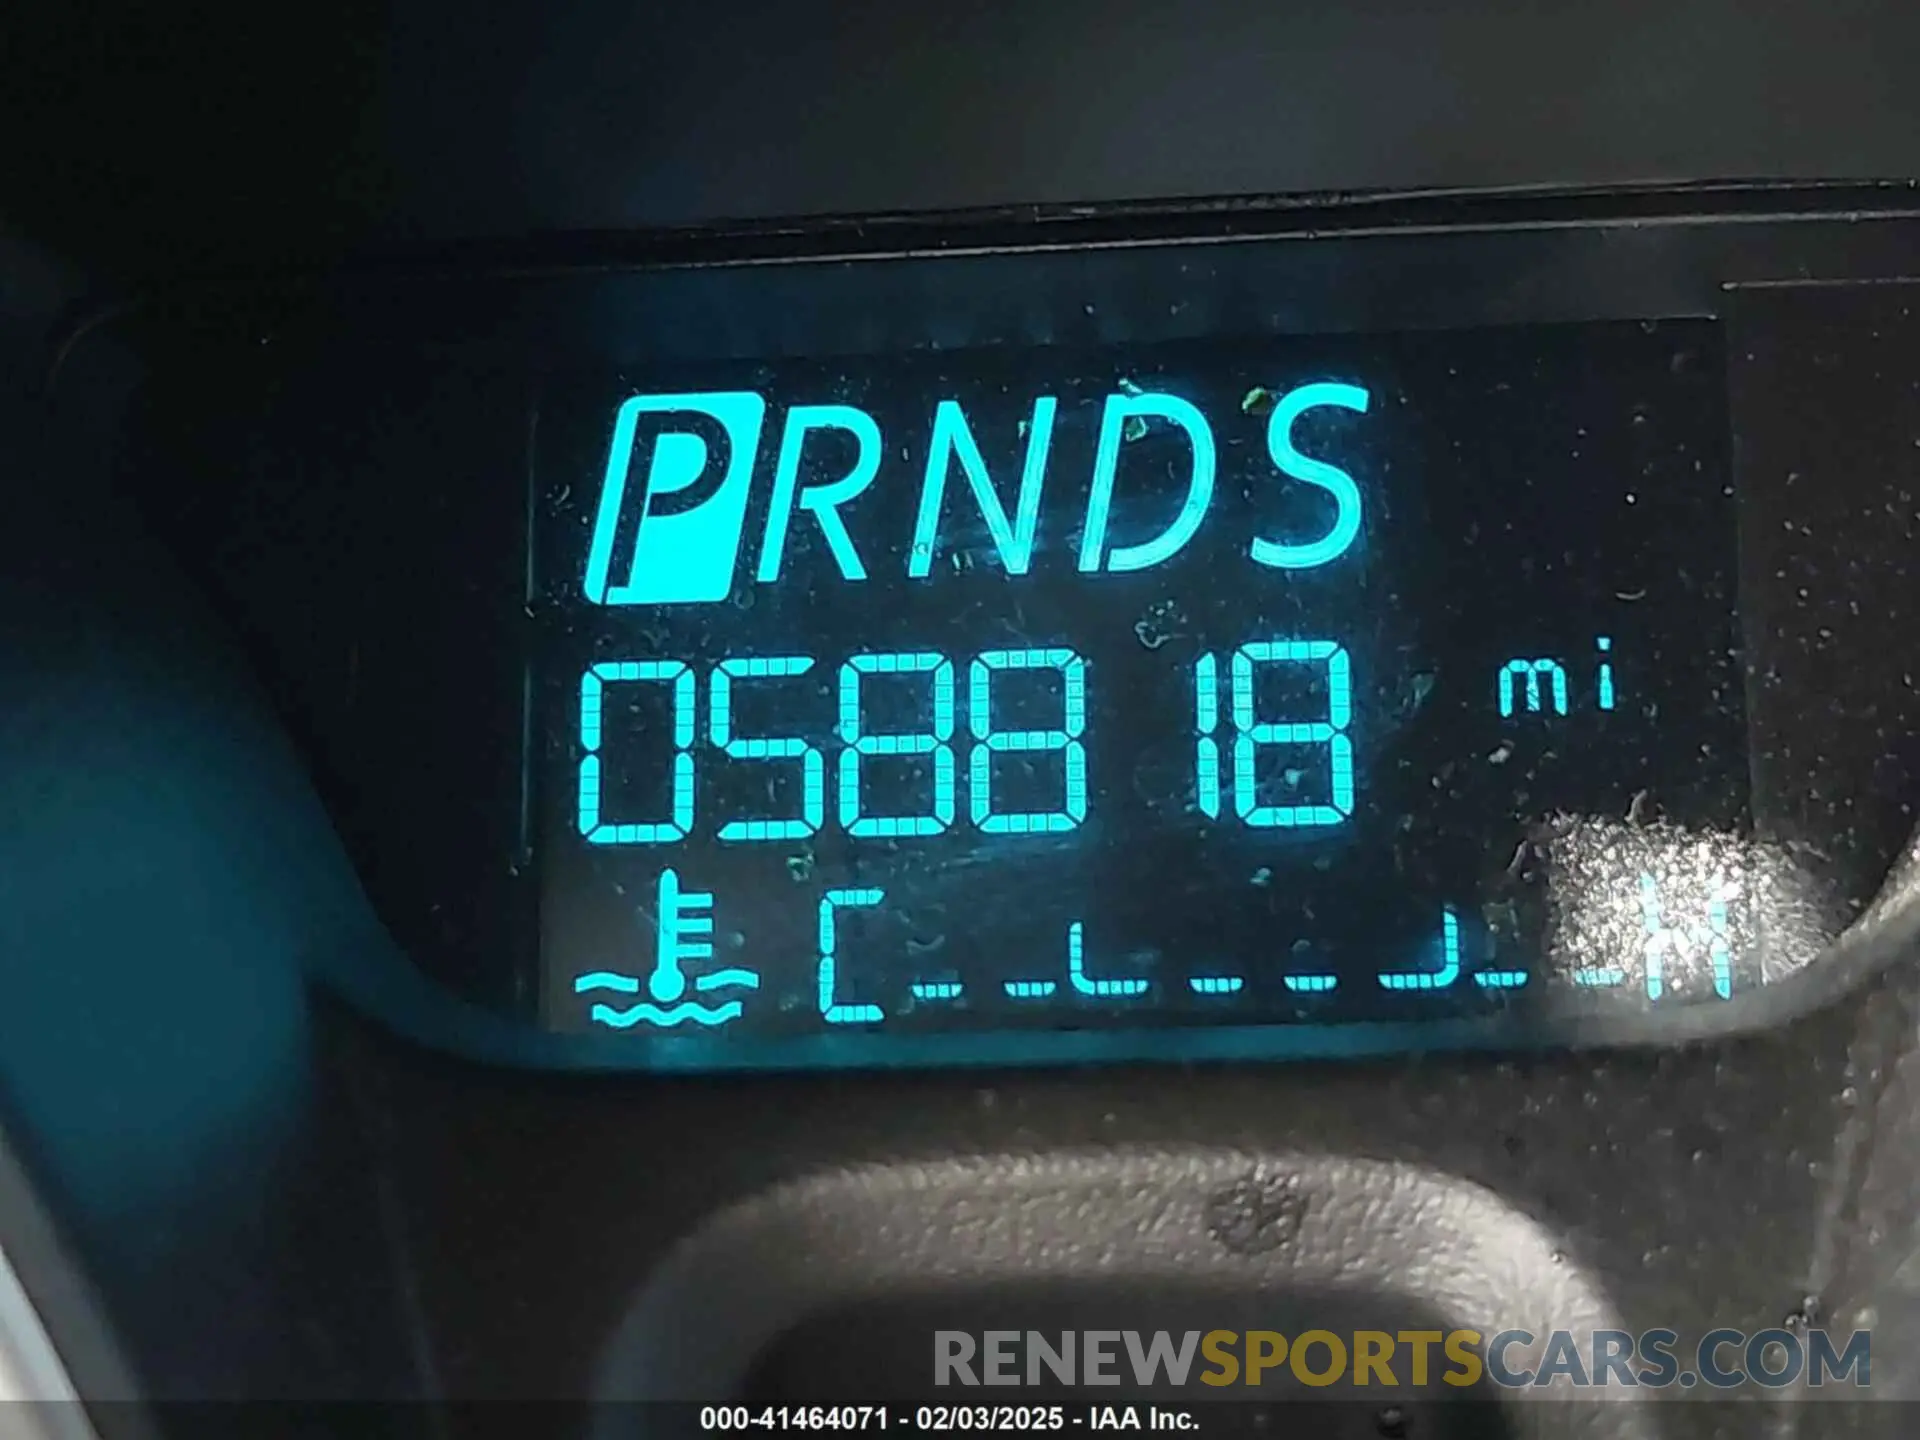 PRNDS
058818 mi
C H
RENEWSPORTSCARS.COM
000-41464071 - 02/03/2025 - IAA Inc.